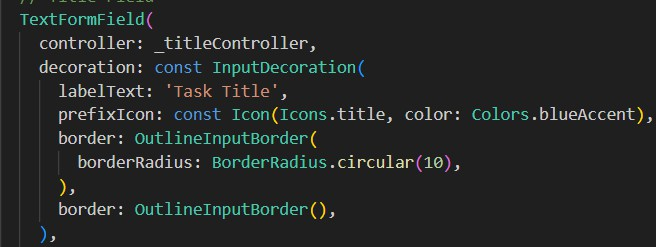 TextFormField(
controller: _titleController,
decoration: const InputDecoration(
labelText: 'Task Title',
prefixIcon: const Icon(Icons.title, color: Colors.blueAccent),
border: OutlineInputBorder(
borderRadius: BorderRadius.circular(10),
),
border: OutlineInputBorder(),
),